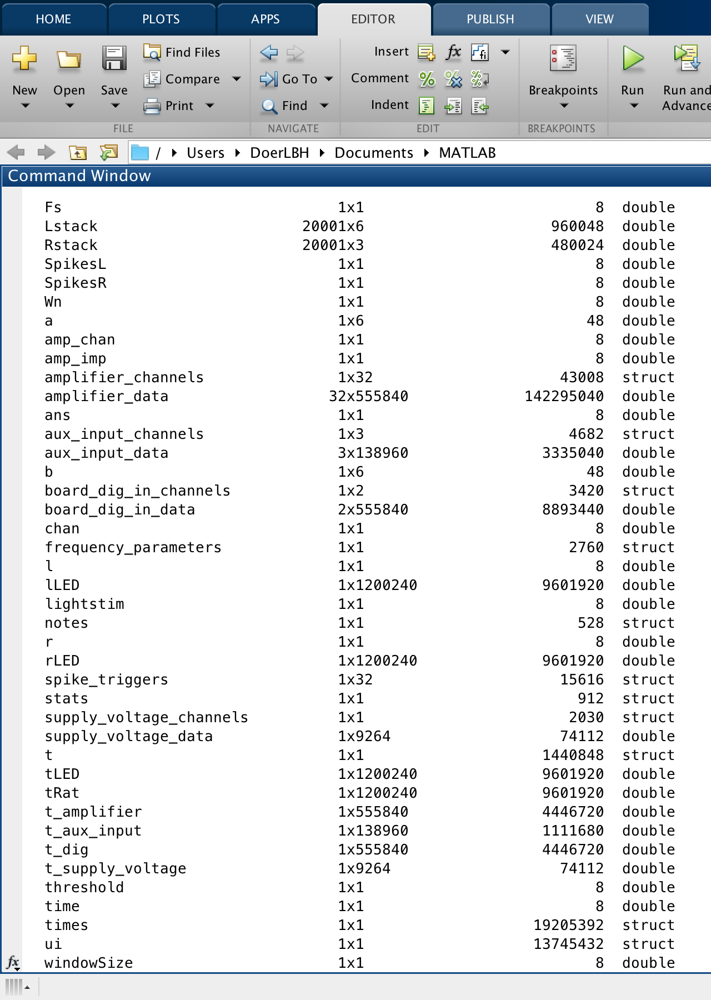 HOME PLOTS APPS EDITOR PUBLISH VIEW
New Open Save Find Files Compare Print
Go To Find
Insert fx fi
Comment % % %
Indent
Breakpoints Run Run and Advance
FILE NAVIGATE EDIT BREAKPOINTS
/ Users DoerLBH Documents MATLAB
Command Window
Fs 1x1 8 double
Lstack 20001x6 960048 double
Rstack 20001x3 480024 double
SpikesL 1x1 8 double
SpikesR 1x1 8 double
Wn 1x1 8 double
a 1x6 48 double
amp_chan 1x1 8 double
amp_imp 1x1 8 double
amplifier_channels 1x32 43008 struct
amplifier_data 32x555840 142295040 double
ans 1x1 8 double
aux_input_channels 1x3 4682 struct
aux_input_data 3x138960 3335040 double
b 1x6 48 double
board_dig_in_channels 1x2 3420 struct
board_dig_in_data 2x555840 8893440 double
chan 1x1 8 double
frequency_parameters 1x1 2760 struct
l 1x1 8 double
lLED 1x1200240 9601920 double
lightstim 1x1 8 double
notes 1x1 528 struct
r 1x1 8 double
rLED 1x1200240 9601920 double
spike_triggers 1x32 15616 struct
stats 1x1 912 struct
supply_voltage_channels 1x1 2030 struct
supply_voltage_data 1x9264 74112 double
t 1x1 1440848 struct
tLED 1x1200240 9601920 double
tRat 1x1200240 9601920 double
t_amplifier 1x555840 4446720 double
t_aux_input 1x138960 1111680 double
t_dig 1x555840 4446720 double
t_supply_voltage 1x9264 74112 double
threshold 1x1 8 double
time 1x1 8 double
times 1x1 19205392 struct
ui 1x1 13745432 struct
fx windowSize 1x1 8 double